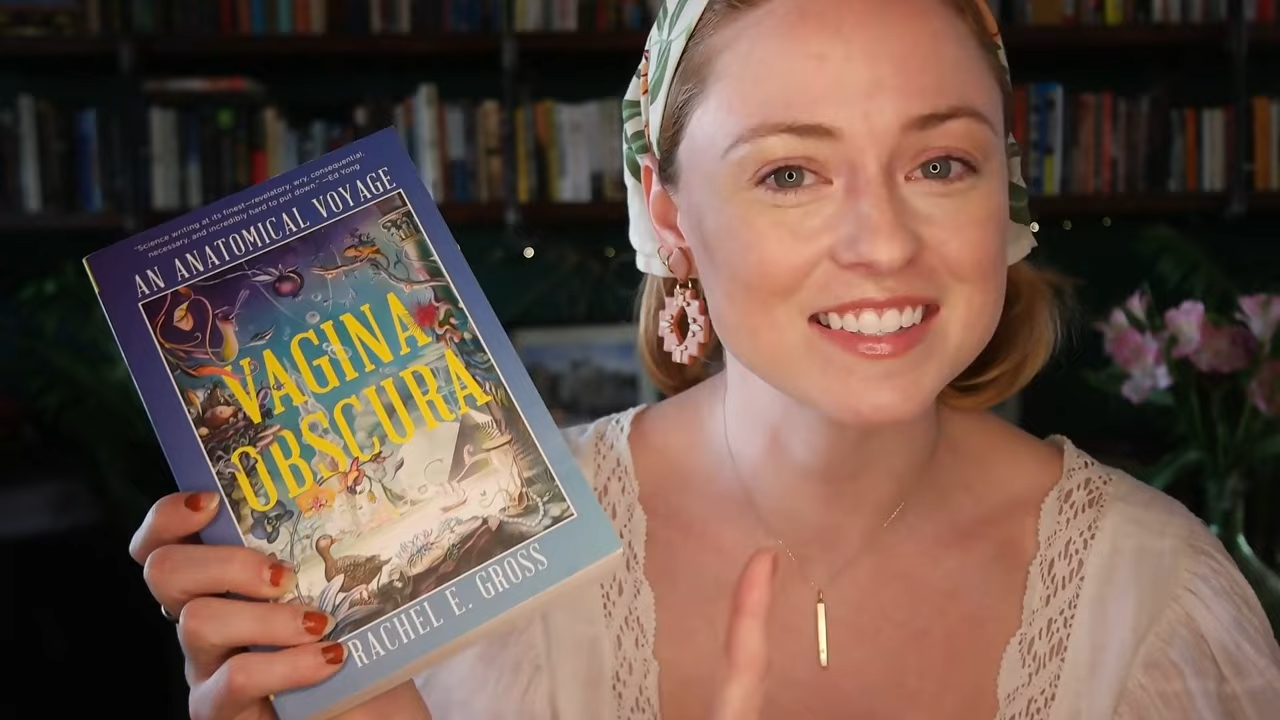 "Science writing at its finest—revelatory, wry, consequential,
necessary, and incredibly hard to put down." —Ed Yong
AN ANATOMICAL VOYAGE
VAGINA
OBSCURA
RACHEL E. GROSS